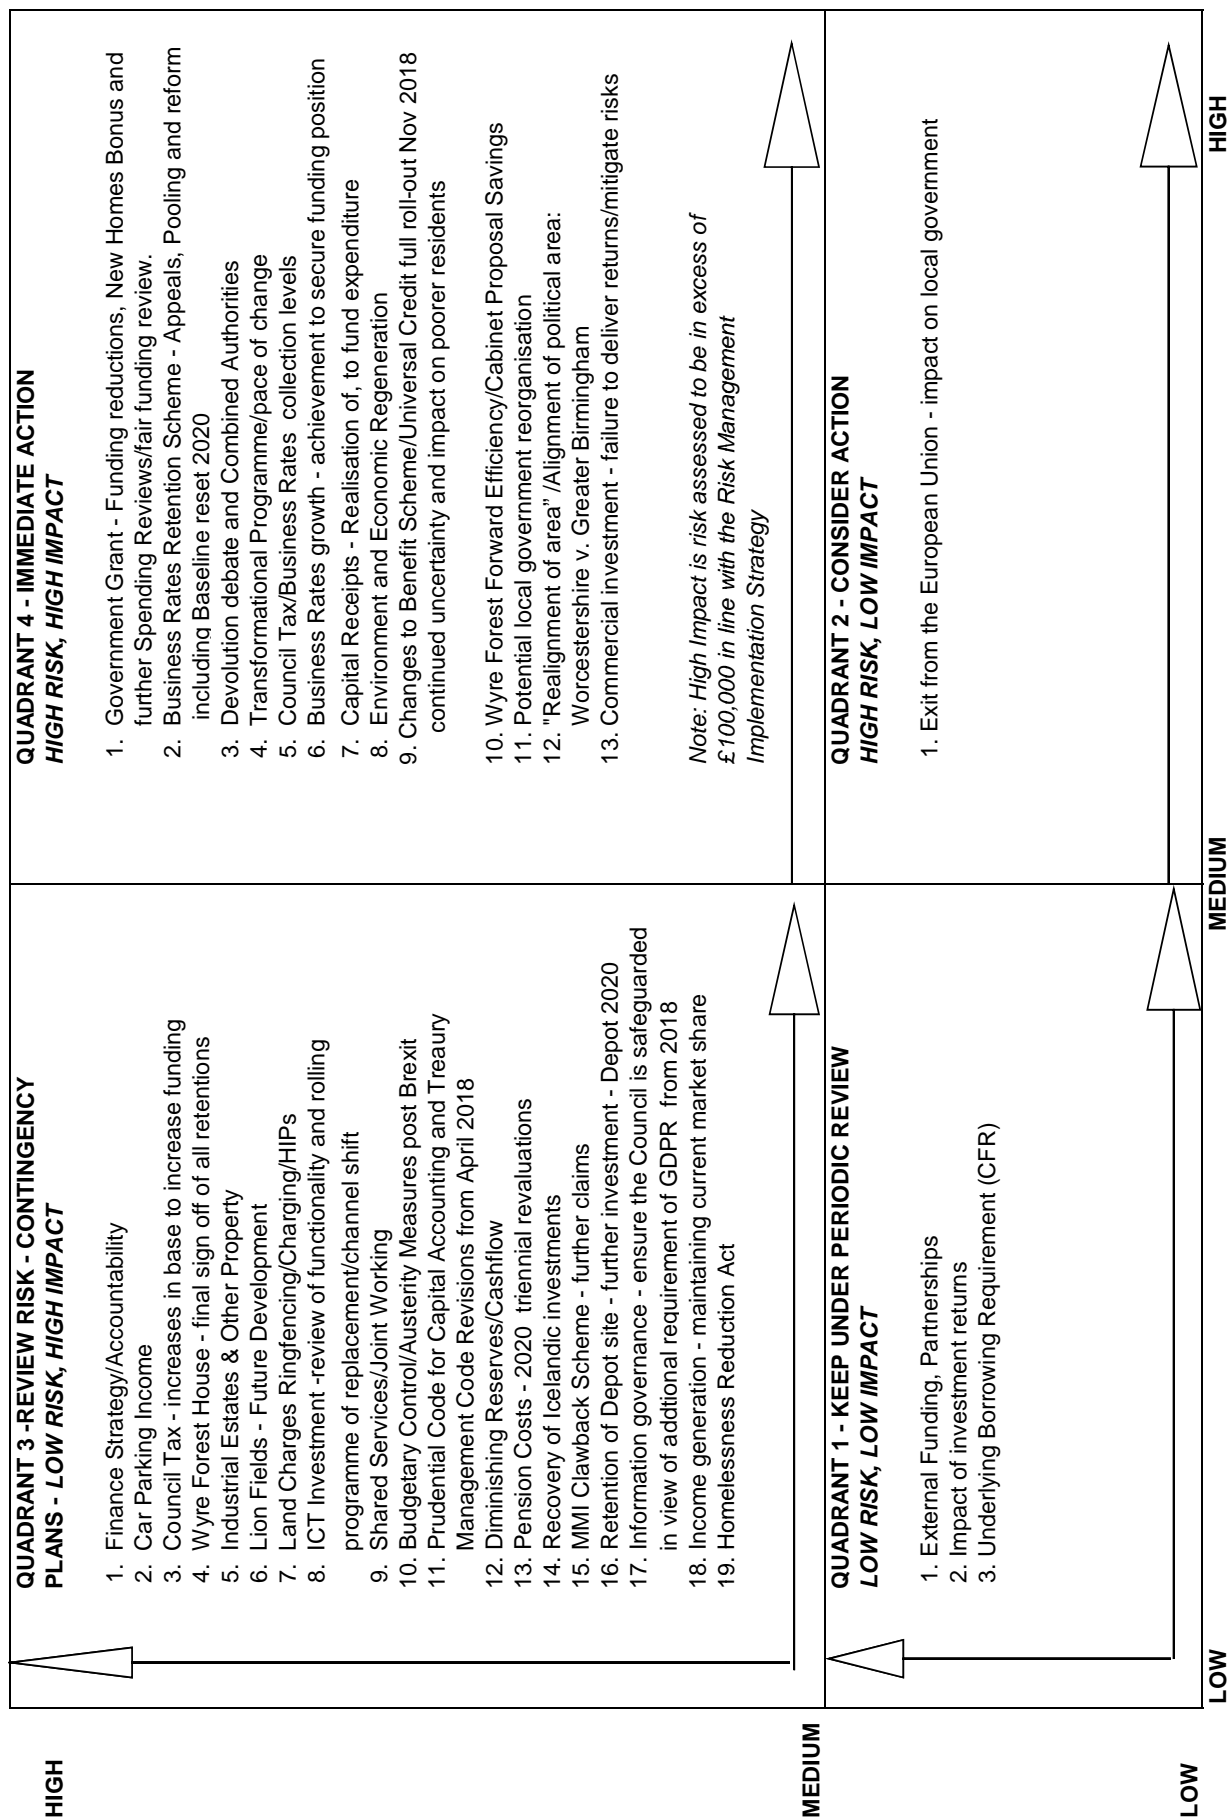 HIGH
QUADRANT 3 -REVIEW RISK - CONTINGENCY
PLANS - LOW RISK, HIGH IMPACT
1. Finance Strategy/Accountability
2. Car Parking Income
3. Council Tax - increases in base to increase funding
4. Wyre Forest House - final sign off of all retentions
5. Industrial Estates & Other Property
6. Lion Fields - Future Development
7. Land Charges Ringfencing/Charging/HIPs
8. ICT Investment -review of functionality and rolling
programme of replacement/channel shift
9. Shared Services/Joint Working
10. Budgetary Control/Austerity Measures post Brexit
11. Prudential Code for Capital Accounting and Treaury
Management Code Revisions from April 2018
12. Diminishing Reserves/Cashflow
13. Pension Costs - 2020 triennial revaluations
14. Recovery of Icelandic investments
15. MMI Clawback Scheme - further claims
16. Retention of Depot site - further investment - Depot 2020
17. Information governance - ensure the Council is safeguarded
in view of addtional requirement of GDPR from 2018
18. Income generation - maintaining current market share
19. Homelessness Reduction Act
QUADRANT 4 - IMMEDIATE ACTION
HIGH RISK, HIGH IMPACT
1. Government Grant - Funding reductions, New Homes Bonus and
further Spending Reviews/fair funding review.
2. Business Rates Retention Scheme - Appeals, Pooling and reform
including Baseline reset 2020
3. Devolution debate and Combined Authorities
4. Transformational Programme/pace of change
5. Council Tax/Business Rates collection levels
6. Business Rates growth - achievement to secure funding position
7. Capital Receipts - Realisation of, to fund expenditure
8. Environment and Economic Regeneration
9. Changes to Benefit Scheme/Universal Credit full roll-out Nov 2018
continued uncertainty and impact on poorer residents
10. Wyre Forest Forward Efficiency/Cabinet Proposal Savings
11. Potential local government reorganisation
12. "Realignment of area” /Alignment of political area:
Worcestershire v. Greater Birmingham
13. Commercial investment - failure to deliver returns/mitigate risks
Note: High Impact is risk assessed to be in excess of
£100,000 in line with the Risk Management
Implementation Strategy
MEDIUM
QUADRANT 1 - KEEP UNDER PERIODIC REVIEW
LOW RISK, LOW IMPACT
1. External Funding, Partnerships
2. Impact of investment returns
3. Underlying Borrowing Requirement (CFR)
QUADRANT 2 - CONSIDER ACTION
HIGH RISK, LOW IMPACT
1. Exit from the European Union - impact on local government
LOW
LOW
MEDIUM
HIGH